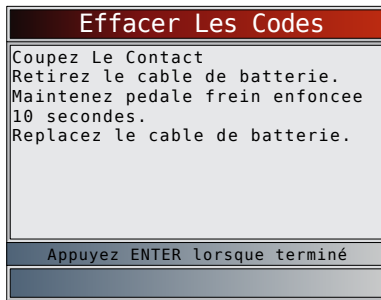 Effacer Les Codes
Coupez Le Contact
Retirez le cable de batterie.
Maintenez pedale frein enfoncee
10 secondes.
Replacez le cable de batterie.
Appuyez ENTER lorsque terminé